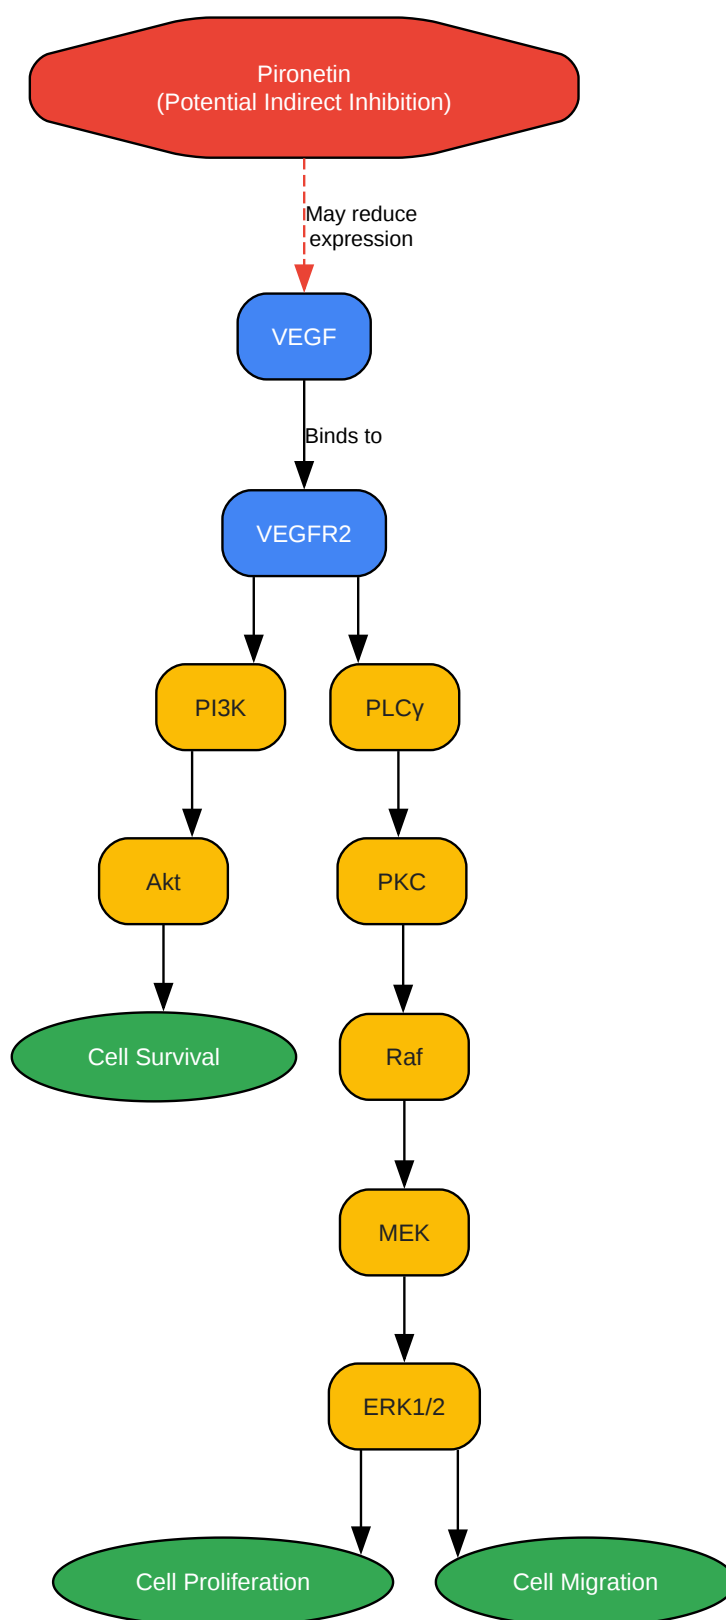 Pironetin
(Potential Indirect Inhibition)
May reduce
expression
VEGF
Binds to
VEGFR2
PI3K
PLCγ
Akt
PKC
Cell Survival
Raf
MEK
ERK1/2
Cell Proliferation
Cell Migration